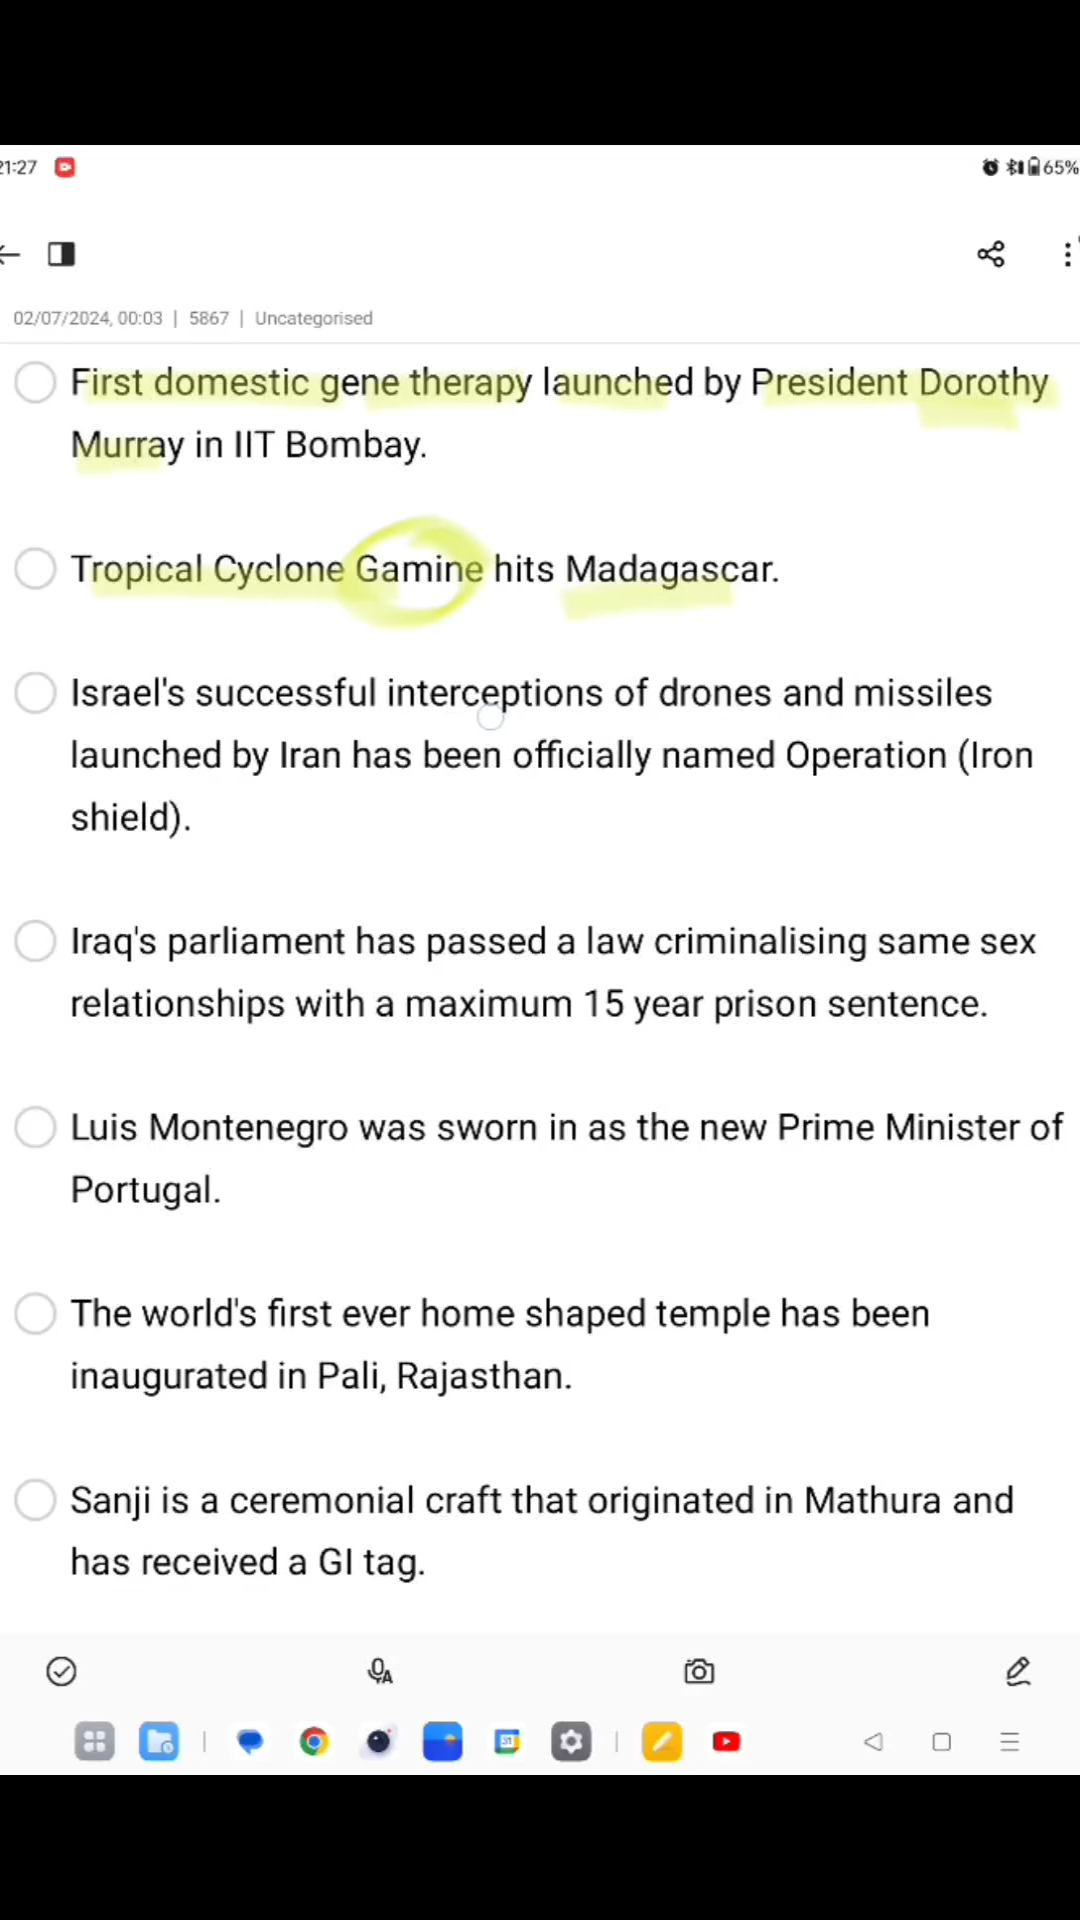 21:27
65%
02/07/2024, 00:03 | 5867 | Uncategorised
First domestic gene therapy launched by President Dorothy
Murray in IIT Bombay.
Tropical Cyclone Gamine hits Madagascar.
Israel's successful interceptions of drones and missiles
launched by Iran has been officially named Operation (Iron
shield).
Iraq's parliament has passed a law criminalising same sex
relationships with a maximum 15 year prison sentence.
Luis Montenegro was sworn in as the new Prime Minister of
Portugal.
The world's first ever home shaped temple has been
inaugurated in Pali, Rajasthan.
Sanji is a ceremonial craft that originated in Mathura and
has received a GI tag.
A
31